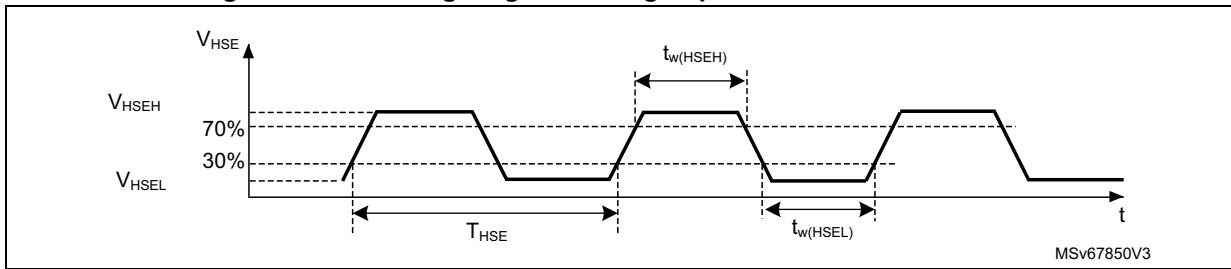 V_HSE
t_w(HSEH)
V_HSEH
70%
30%
V_HSEL
T_HSE
t_w(HSEL)
t
MSv67850V3